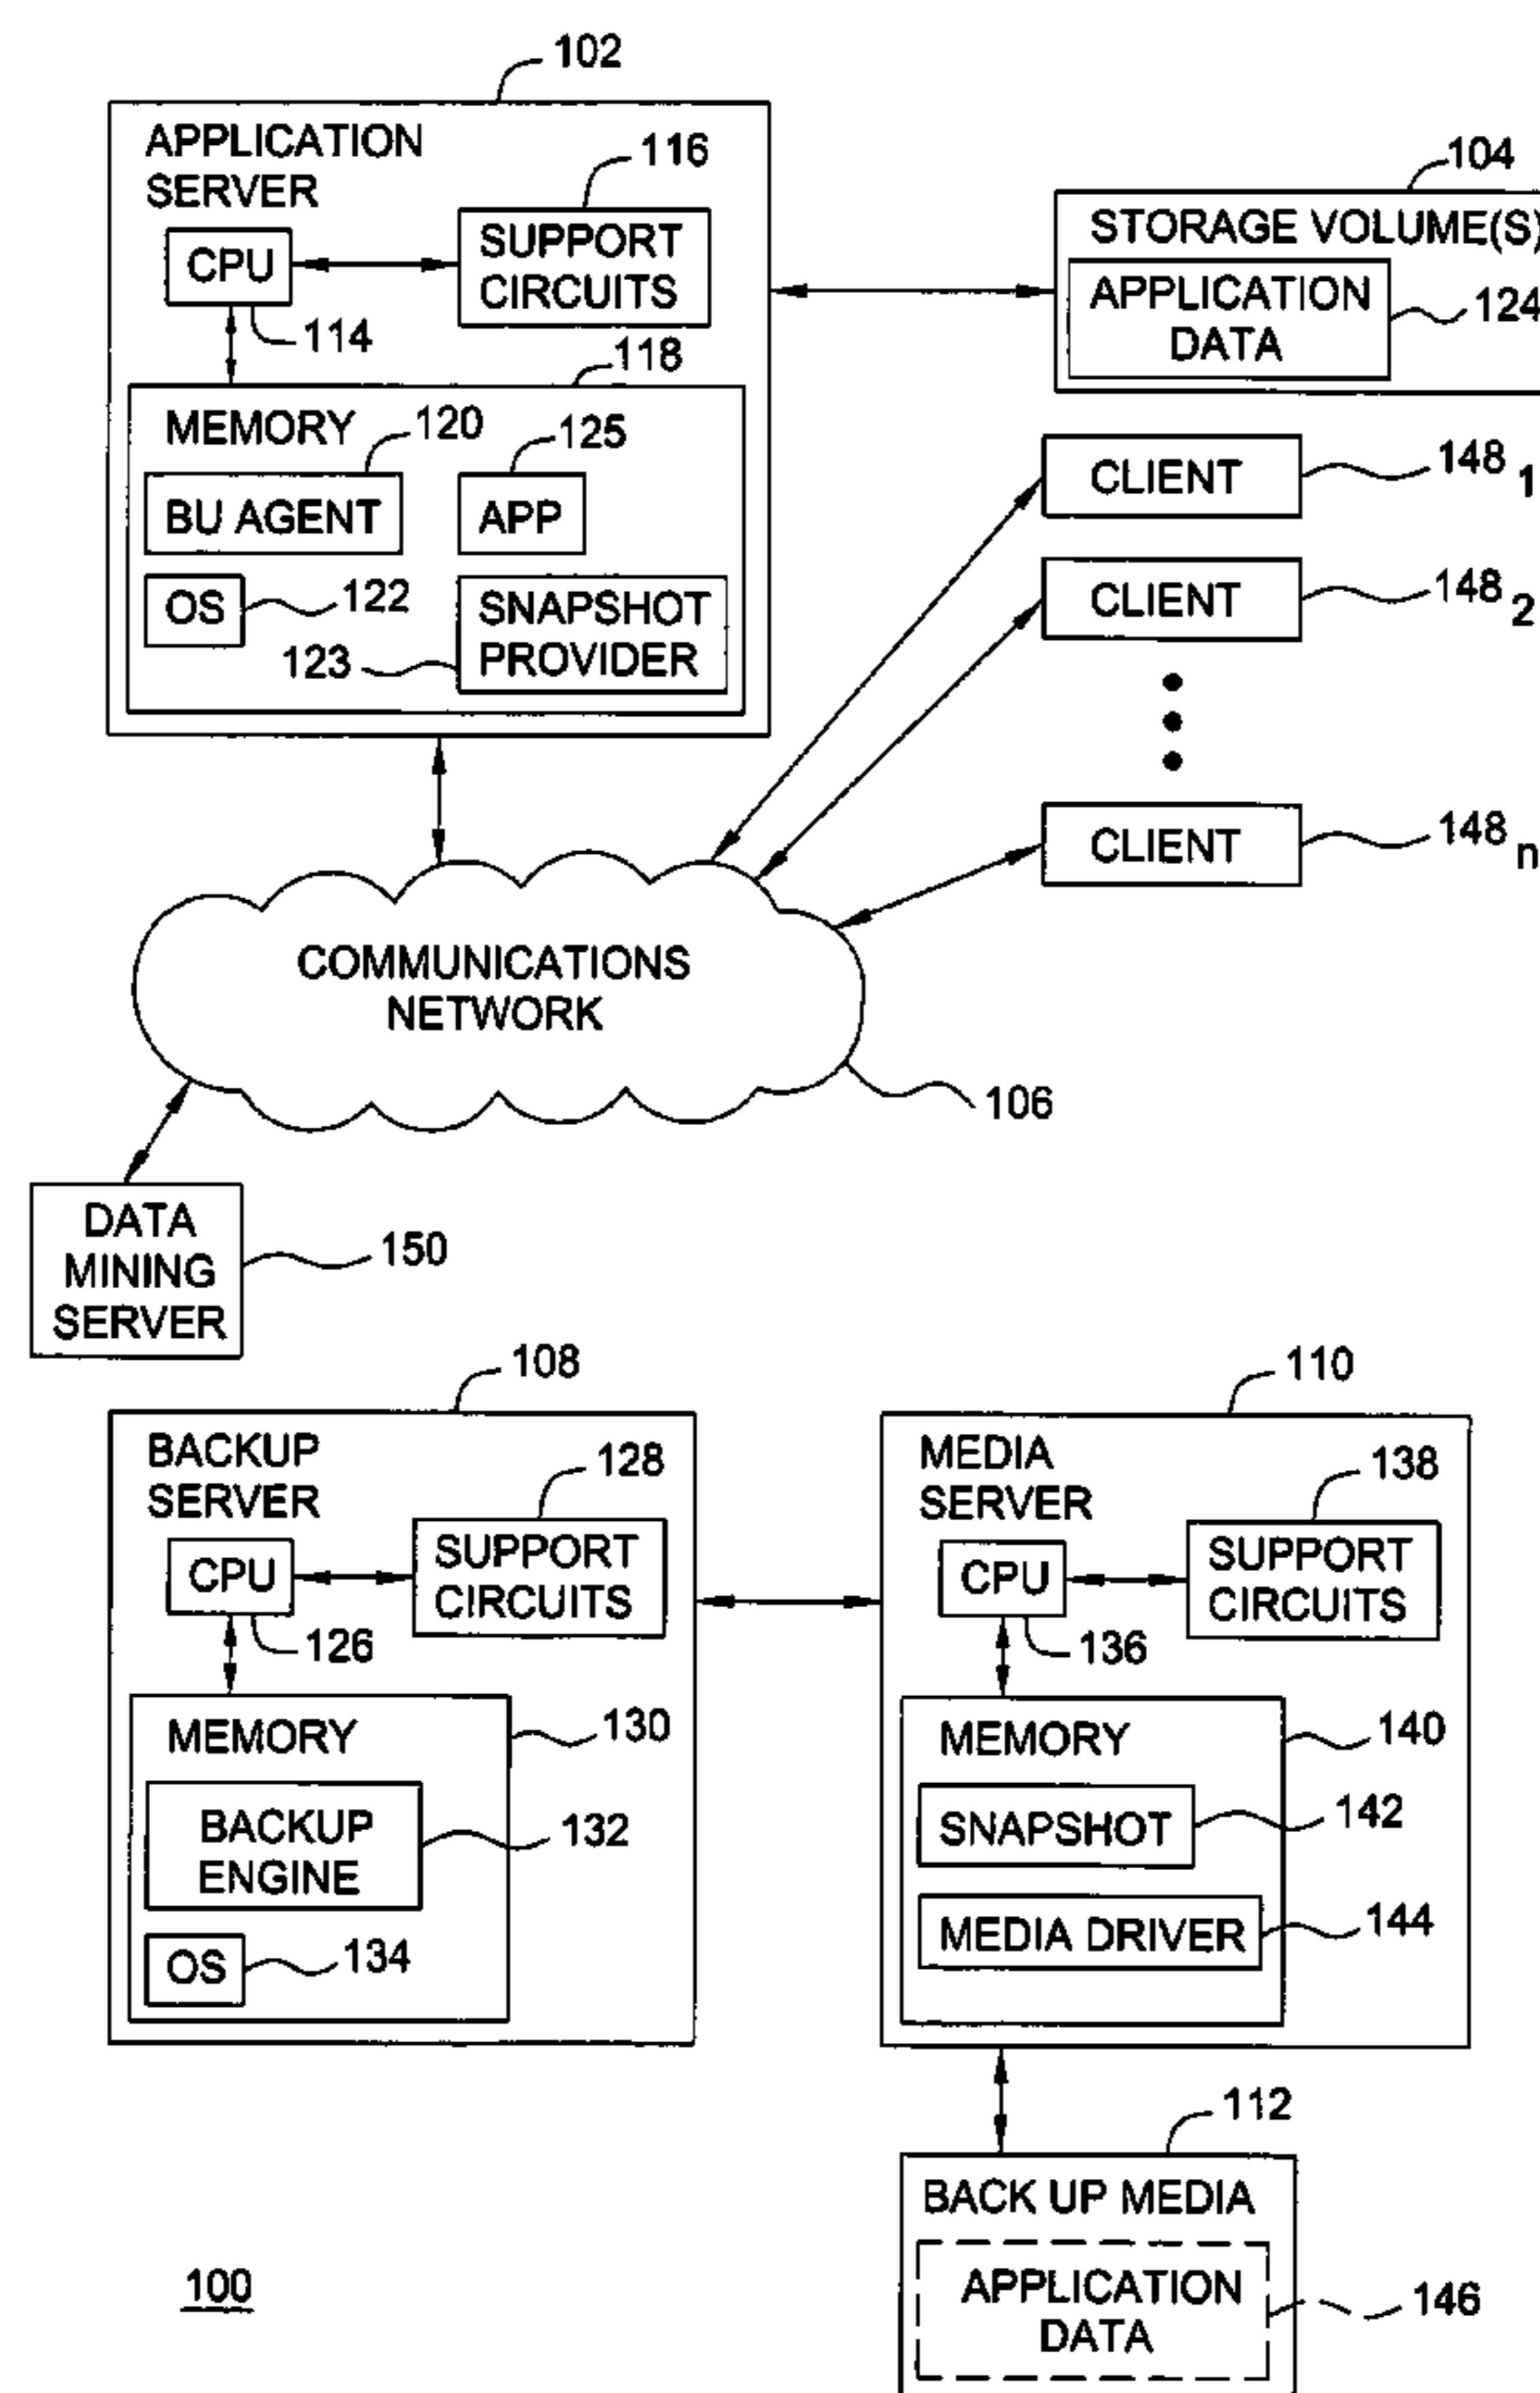 102
APPLICATION
SERVER
116
CPU
SUPPORT
CIRCUITS
114
118
MEMORY
120
125
BU AGENT
APP
OS
122
SNAPSHOT
PROVIDER
123
104
STORAGE VOLUME(S)
APPLICATION
DATA
124
CLIENT
148 1
CLIENT
148 2
CLIENT
148 n
COMMUNICATIONS
NETWORK
106
DATA
MINING
SERVER
150
108
BACKUP
SERVER
128
CPU
SUPPORT
CIRCUITS
126
MEMORY
130
BACKUP
ENGINE
132
OS
134
110
MEDIA
SERVER
138
CPU
SUPPORT
CIRCUITS
136
MEMORY
140
SNAPSHOT
142
MEDIA DRIVER
144
112
BACK UP MEDIA
APPLICATION
DATA
146
100